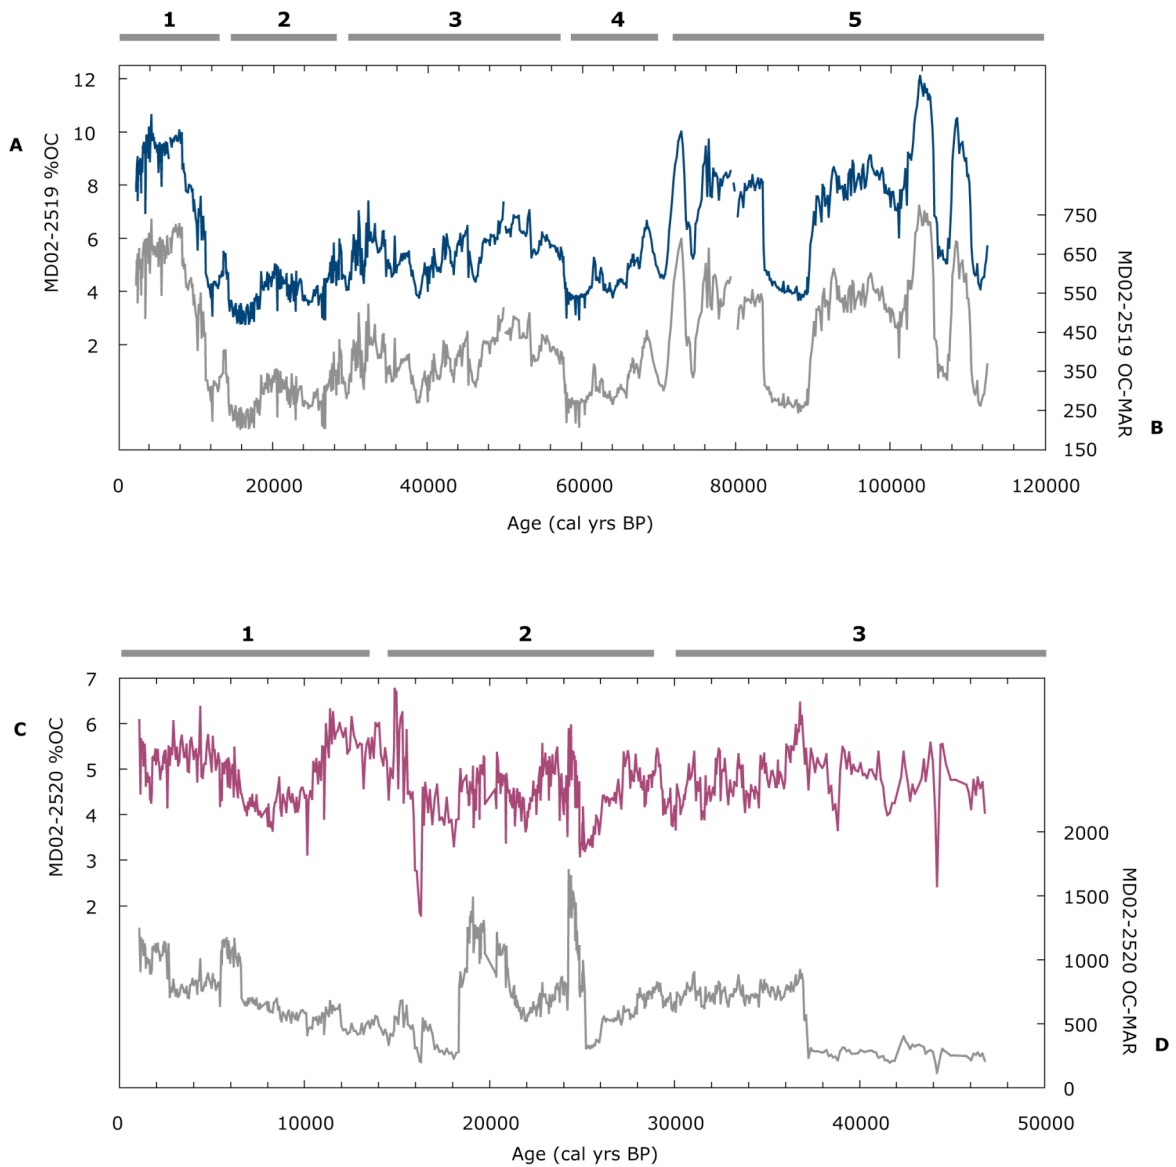 1 2 3 4 5
12
10
8
6
4
2
A
MD02-2519 %OC
750
650
550
450
350
250
150
MD02-2519 OC-MAR
B
0 20000 40000 60000 80000 100000 120000
Age (cal yrs BP)
1 2 3
7
6
5
4
3
2
C
MD02-2520 %OC
2000
1500
1000
500
0
MD02-2520 OC-MAR
D
0 10000 20000 30000 40000 50000
Age (cal yrs BP)